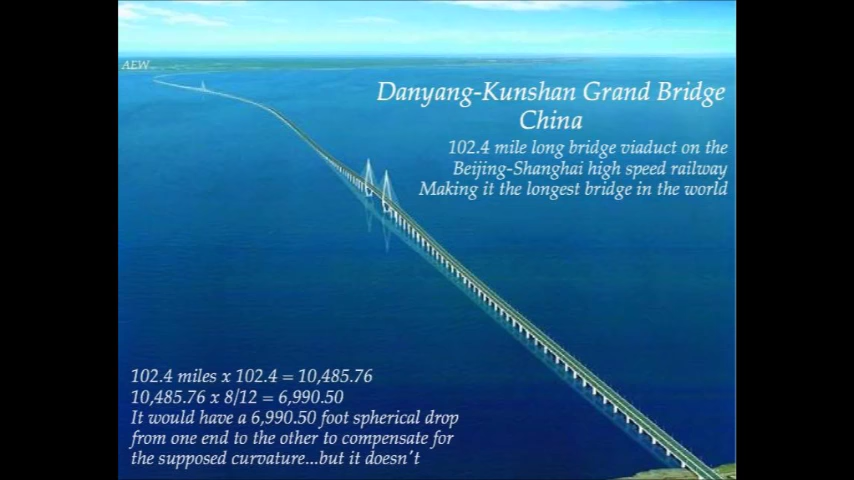 AEW
Danyang-Kunshan Grand Bridge
China
102.4 mile long bridge viaduct on the
Beijing-Shanghai high speed railway
Making it the longest bridge in the world
102.4 miles x 102.4 = 10,485.76
10,485.76 x 8/12 = 6,990.50
It would have a 6,990.50 foot spherical drop
from one end to the other to compensate for
the supposed curvature...but it doesn't